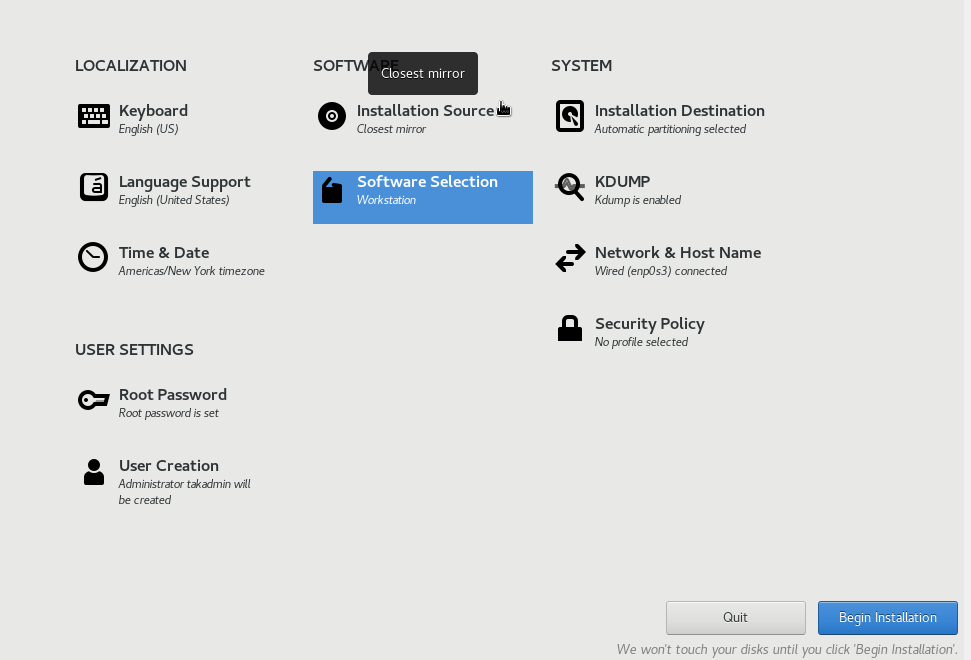 LOCALIZATION
Keyboard
English (US)
Language Support
English (United States)
Time & Date
Americas/New York timezone
USER SETTINGS
Root Password
Root password is set
User Creation
Administrator takadmin will
be created
SOFTWARE
Closest mirror
Installation Source
Closest mirror
Software Selection
Workstation
SYSTEM
Installation Destination
Automatic partitioning selected
KDUMP
Kdump is enabled
Network & Host Name
Wired (enp0s3) connected
Security Policy
No profile selected
Quit
Begin Installation
We won't touch your disks until you click 'Begin Installation'.